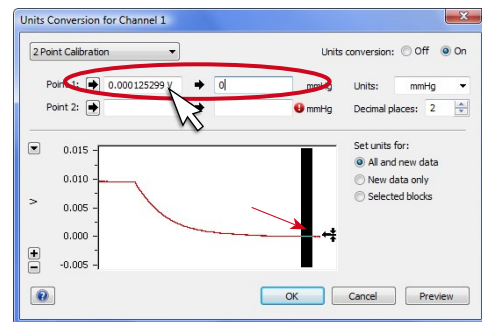 Units Conversion for Channel 1
2 Point Calibration Units conversion: Off On
Point 1: 0.000125299 V 0 mmHg Units: mmHg
Point 2: mmHg Decimal places: 2
0.015
0.010
0.005
0.000
-0.005
V
Set units for:
All and new data
New data only
Selected blocks
OK Cancel Preview